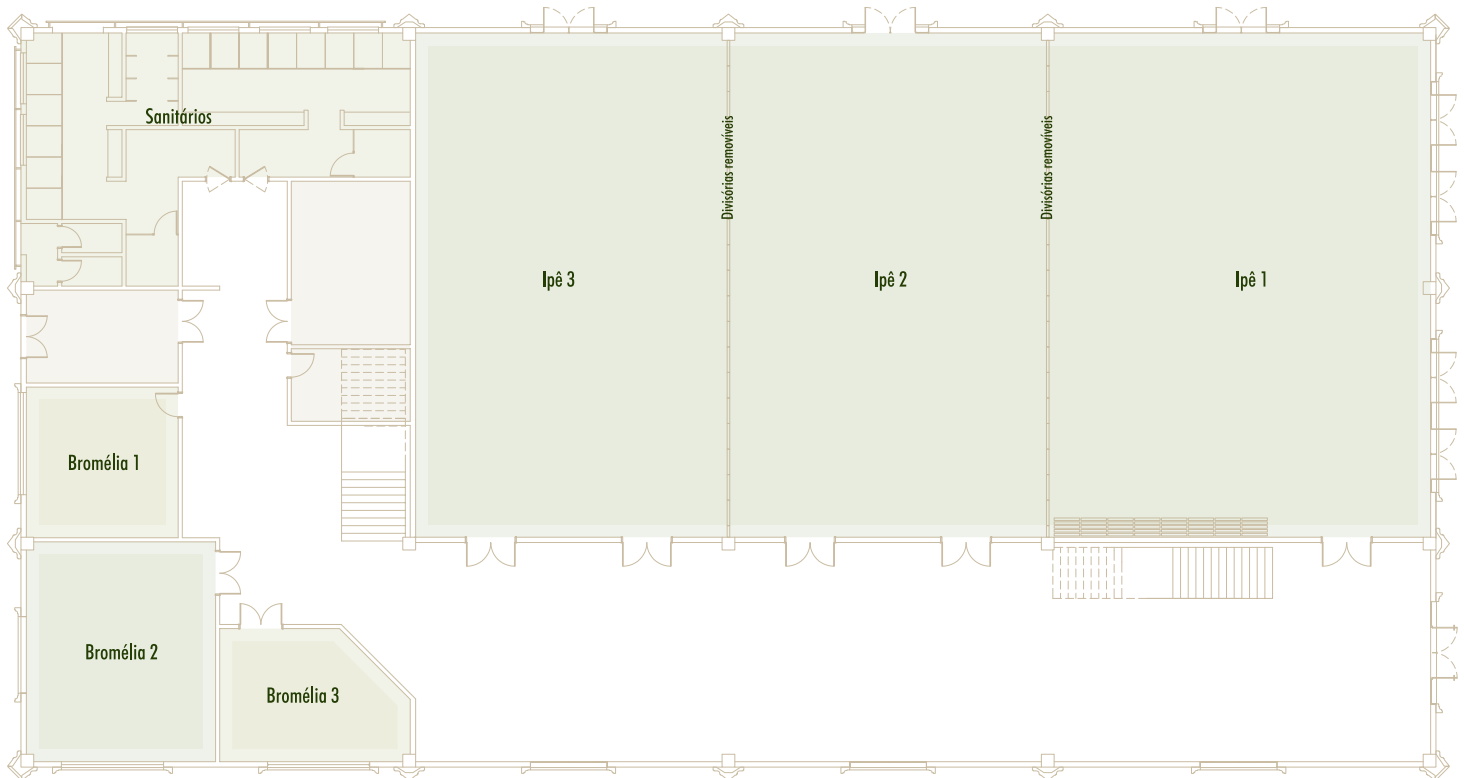 Sanitários
Divisórias removíveis
Divisórias removíveis
Ipê 3
Ipê 2
Ipê 1
Bromélia 1
Bromélia 2
Bromélia 3